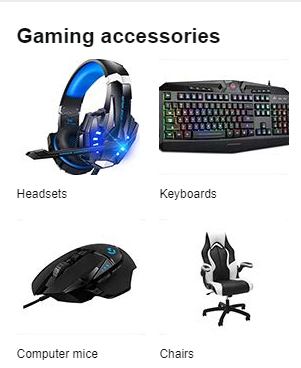 Gaming accessories
Headsets
Keyboards
Computer mice
Chairs